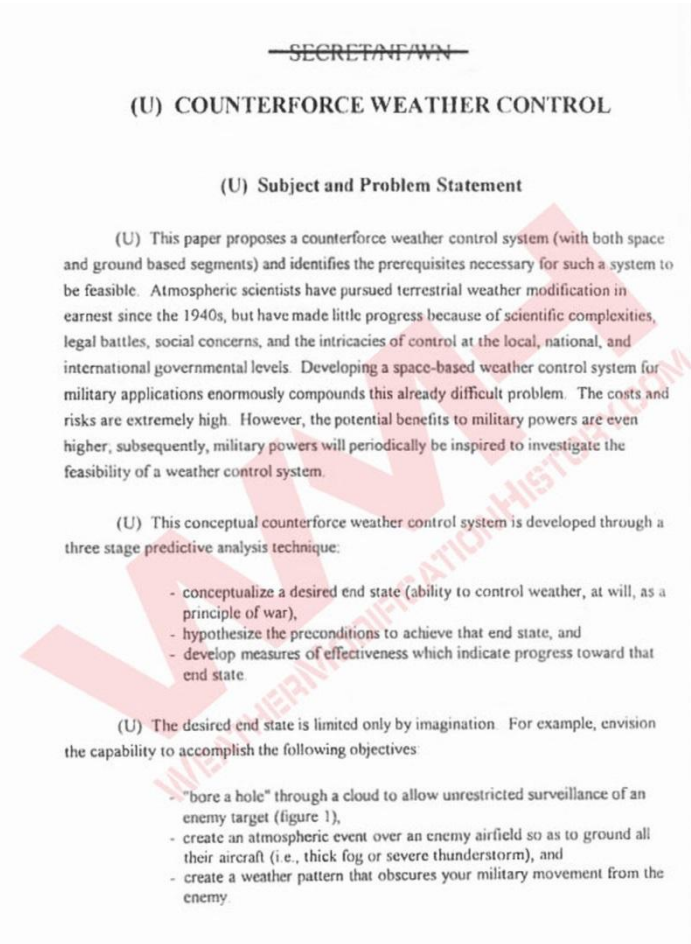 SECRET/NF/WN
(U) COUNTERFORCE WEATHER CONTROL
(U) Subject and Problem Statement
(U) This paper proposes a counterforce weather control system (with both space
and ground based segments) and identifies the prerequisites necessary for such a system to
be feasible. Atmospheric scientists have pursued terrestrial weather modification in
earnest since the 1940s, but have made little progress because of scientific complexities,
legal battles, social concerns, and the intricacies of control at the local, national, and
international governmental levels. Developing a space-based weather control system for
military applications enormously compounds this already difficult problem. The costs and
risks are extremely high. However, the potential benefits to military powers are even
higher, subsequently, military powers will periodically be inspired to investigate the
feasibility of a weather control system.
(U) This conceptual counterforce weather control system is developed through a
three stage predictive analysis technique:
- conceptualize a desired end state (ability to control weather, at will, as a
principle of war),
- hypothesize the preconditions to achieve that end state, and
- develop measures of effectiveness which indicate progress toward that
end state.
(U) The desired end state is limited only by imagination. For example, envision
the capability to accomplish the following objectives:
- "bore a hole" through a cloud to allow unrestricted surveillance of an
enemy target (figure 1),
- create an atmospheric event over an enemy airfield so as to ground all
their aircraft (i.e., thick fog or severe thunderstorm), and
- create a weather pattern that obscures your military movement from the
enemy.
WMH
WEATHERMODIFICATIONHISTORY.COM